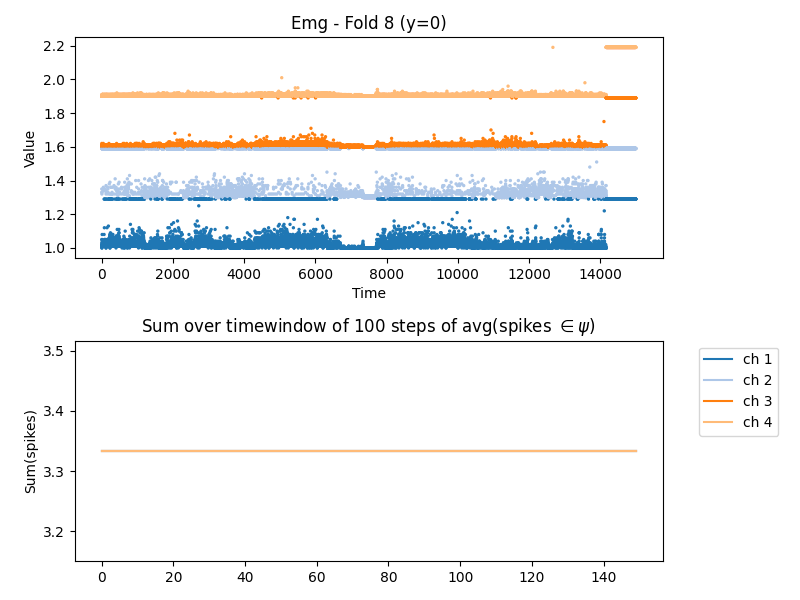 Emg - Fold 8 (y=0)
Value
2.2
2.0
1.8
1.6
1.4
1.2
1.0
0 2000 4000 6000 8000 10000 12000 14000
Time
Sum over timewindow of 100 steps of avg(spikes ∈ψ)
Sum(spikes)
3.5
3.4
3.3
3.2
0 20 40 60 80 100 120 140
ch 1
ch 2
ch 3
ch 4